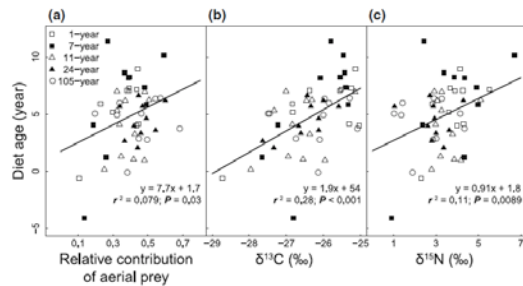 (a) (b) (c)
□ 1-year
■ 7-year
△ 11-year
▲ 24-year
○ 105-year
Diet age (year)
10
5
0
−5
y = 7,7x + 1,7
r² = 0,079; P = 0,03
y = 1,9x + 54
r² = 0,28; P < 0,001
y = 0,91x + 1,8
r² = 0,11; P = 0,0089
0,1 0,3 0,5 0,7
−29 −28 −27 −26 −25
1 3 5 7
Relative contribution
of aerial prey
δ¹³C (‰)
δ¹⁵N (‰)